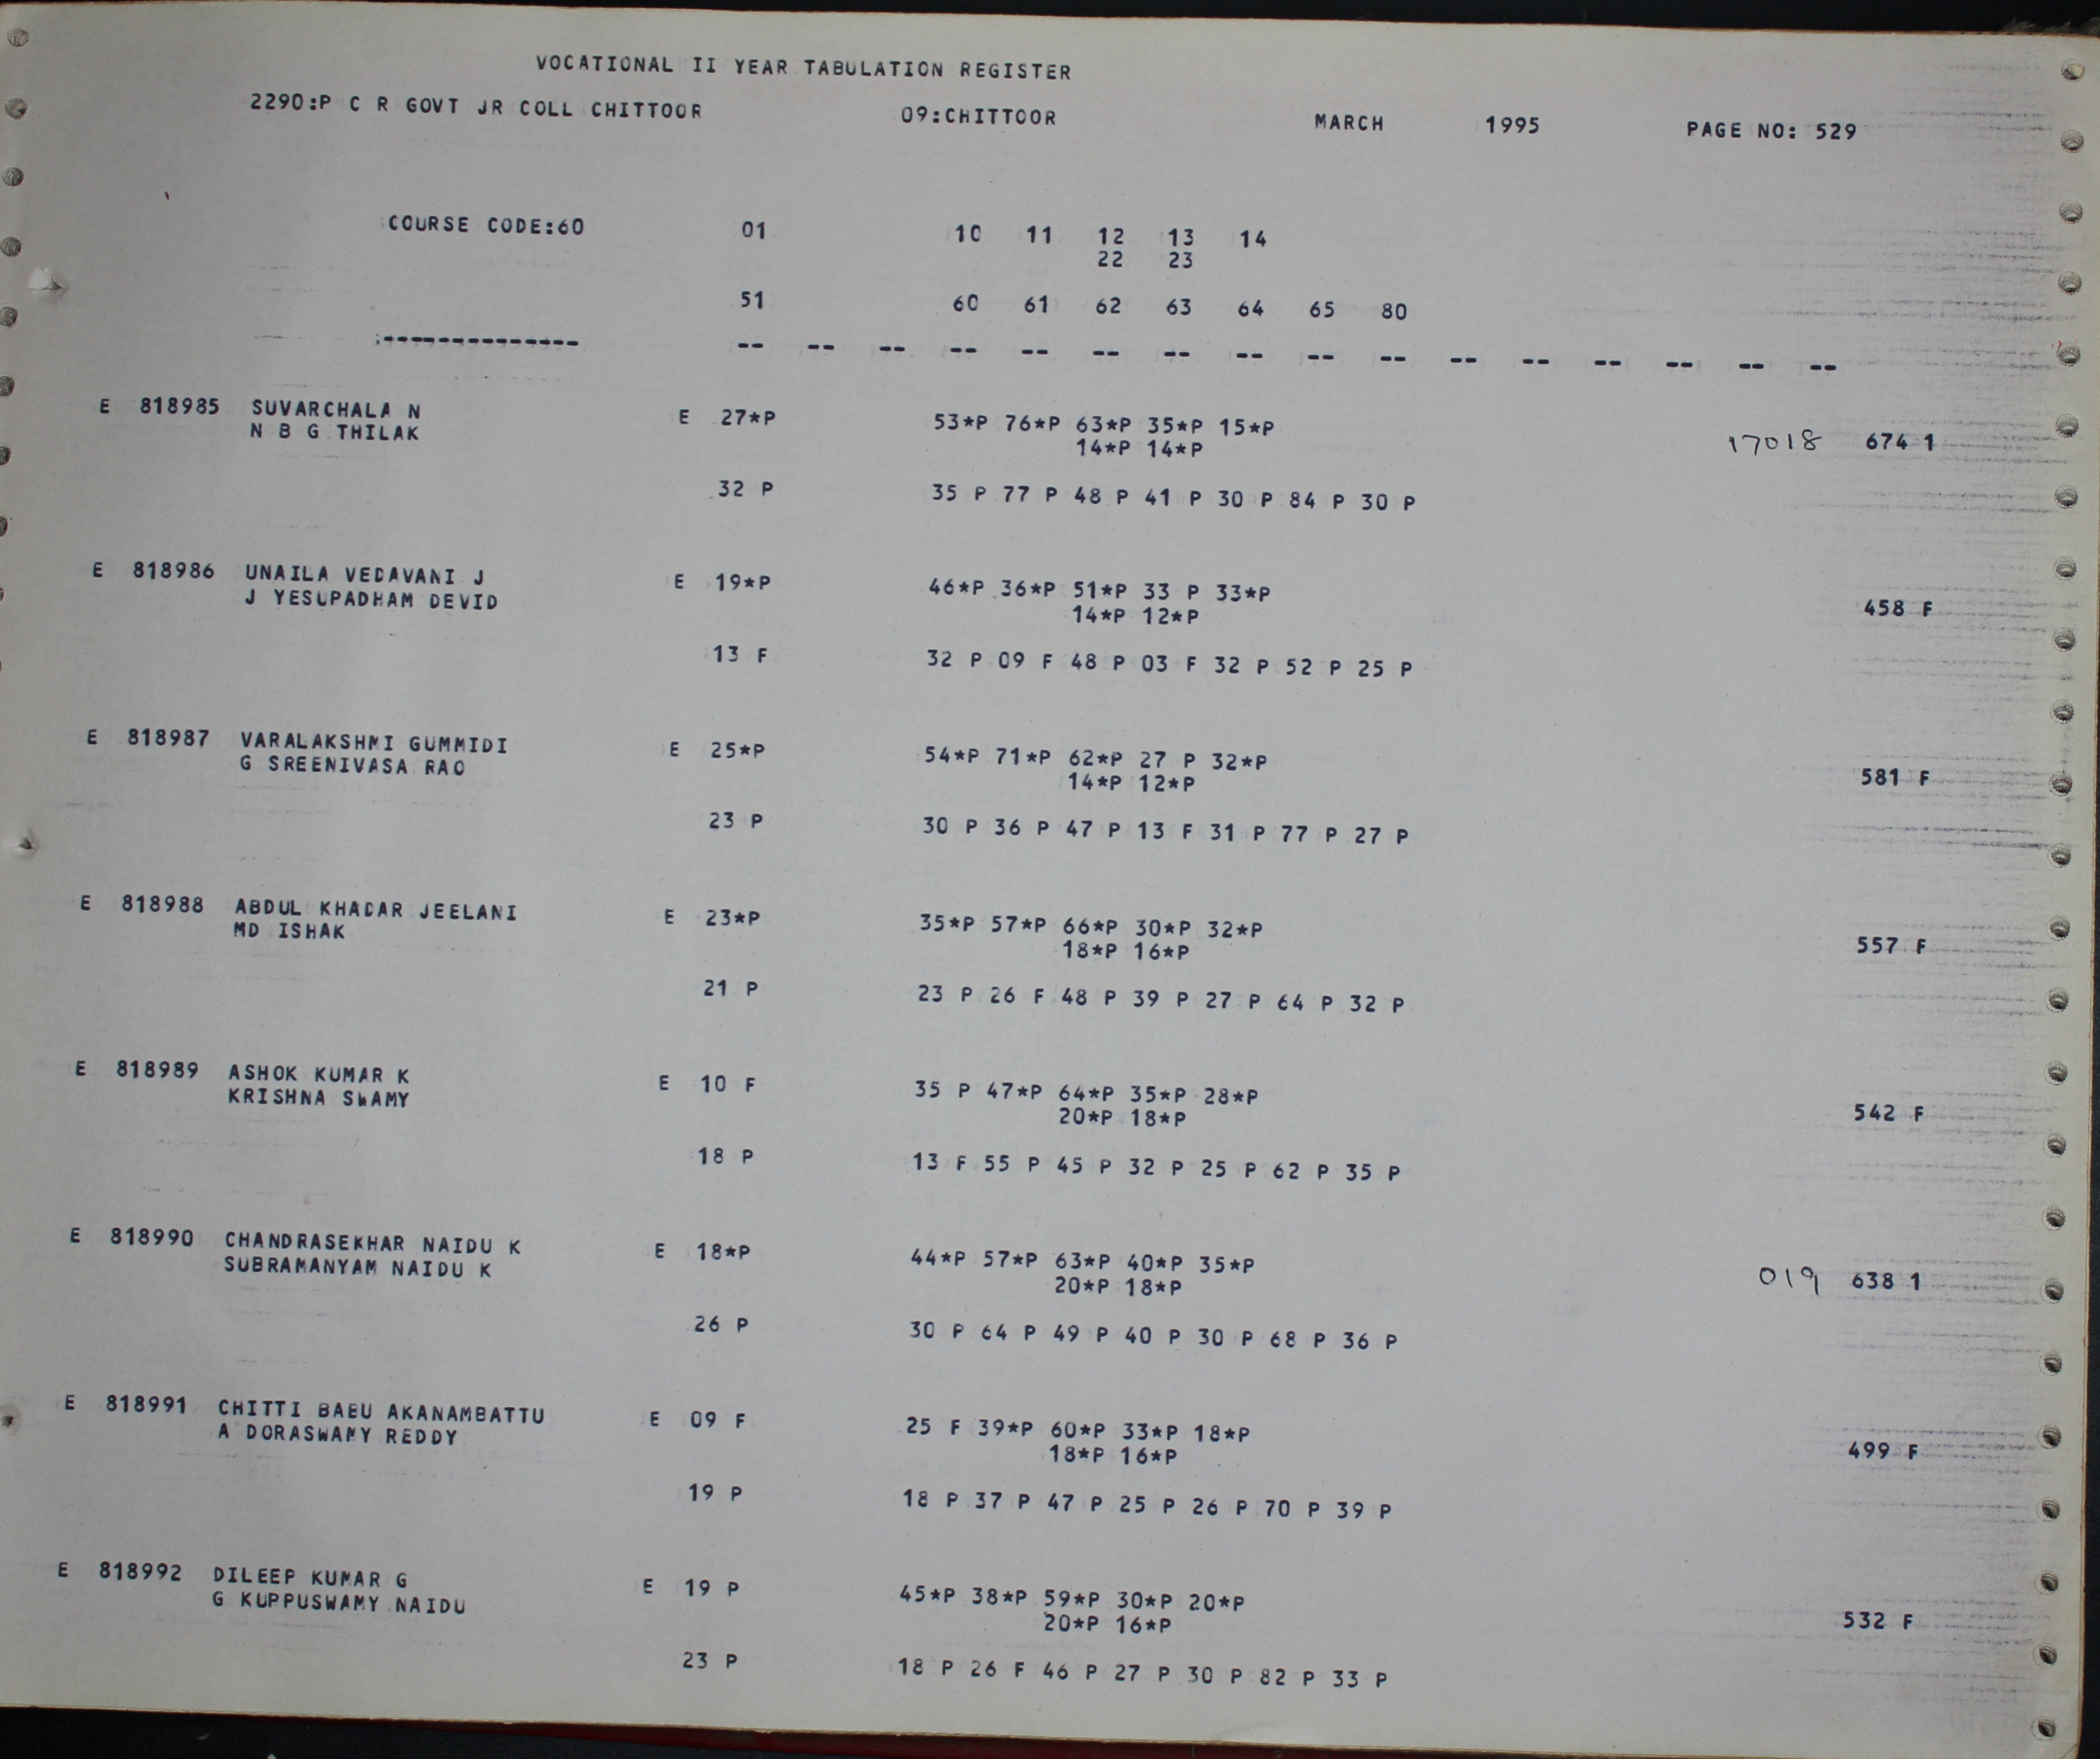 VOCATIONAL II YEAR TABULATION REGISTER
2290:P C R GOVT JR COLL CHITTOOR 09:CHITTOOR MARCH 1995 PAGE NO: 529
COURSE CODE:60 01 10 11 12 13 14
22 23
51 60 61 62 63 64 65 80
:-------------- -- -- -- -- -- -- -- -- -- -- -- -- -- -- -- --
E 818985 SUVARCHALA N E 27*P 53*P 76*P 63*P 35*P 15*P
N B G THILAK 14*P 14*P 17018 674 1
32 P 35 P 77 P 48 P 41 P 30 P 84 P 30 P
E 818986 UNAILA VEDAVANI J E 19*P 46*P 36*P 51*P 33 P 33*P
J YESUPADHAM DEVID 14*P 12*P 458 F
13 F 32 P 09 F 48 P 03 F 32 P 52 P 25 P
E 818987 VARALAKSHMI GUMMIDI E 25*P 54*P 71*P 62*P 27 P 32*P
G SREENIVASA RAO 14*P 12*P 581 F
23 P 30 P 36 P 47 P 13 F 31 P 77 P 27 P
E 818988 ABDUL KHADAR JEELANI E 23*P 35*P 57*P 66*P 30*P 32*P
MD ISHAK 18*P 16*P 557 F
21 P 23 P 26 F 48 P 39 P 27 P 64 P 32 P
E 818989 ASHOK KUMAR K E 10 F 35 P 47*P 64*P 35*P 28*P
KRISHNA SWAMY 20*P 18*P 542 F
18 P 13 F 55 P 45 P 32 P 25 P 62 P 35 P
E 818990 CHANDRASEKHAR NAIDU K E 18*P 44*P 57*P 63*P 40*P 35*P
SUBRAMANYAM NAIDU K 20*P 18*P 019 638 1
26 P 30 P 64 P 49 P 40 P 30 P 68 P 36 P
E 818991 CHITTI BABU AKANAMBATTU E 09 F 25 F 39*P 60*P 33*P 18*P
A DORASWAMY REDDY 18*P 16*P 499 F
19 P 18 P 37 P 47 P 25 P 26 P 70 P 39 P
E 818992 DILEEP KUMAR G E 19 P 45*P 38*P 59*P 30*P 20*P
G KUPPUSWAMY NAIDU 20*P 16*P 532 F
23 P 18 P 26 F 46 P 27 P 30 P 82 P 33 P